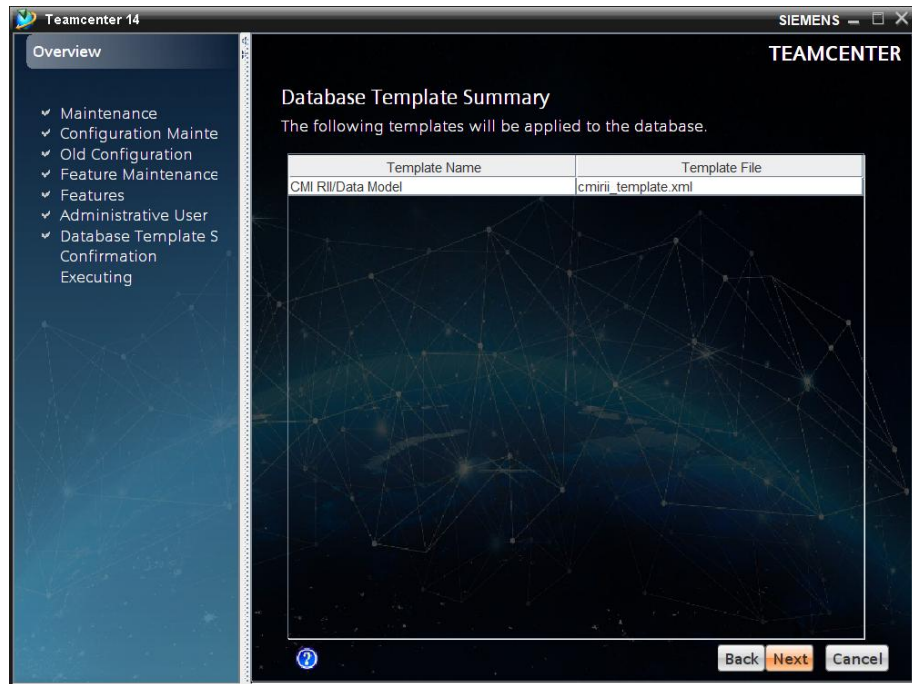 Teamcenter 14
SIEMENS
Overview
Maintenance
Configuration Mainte
Old Configuration
Feature Maintenance
Features
Administrative User
Database Template S
Confirmation
Executing
TEAMCENTER
Database Template Summary
The following templates will be applied to the database.
Template Name Template File
CMI RII/Data Model cmirii_template.xml
? Back Next Cancel